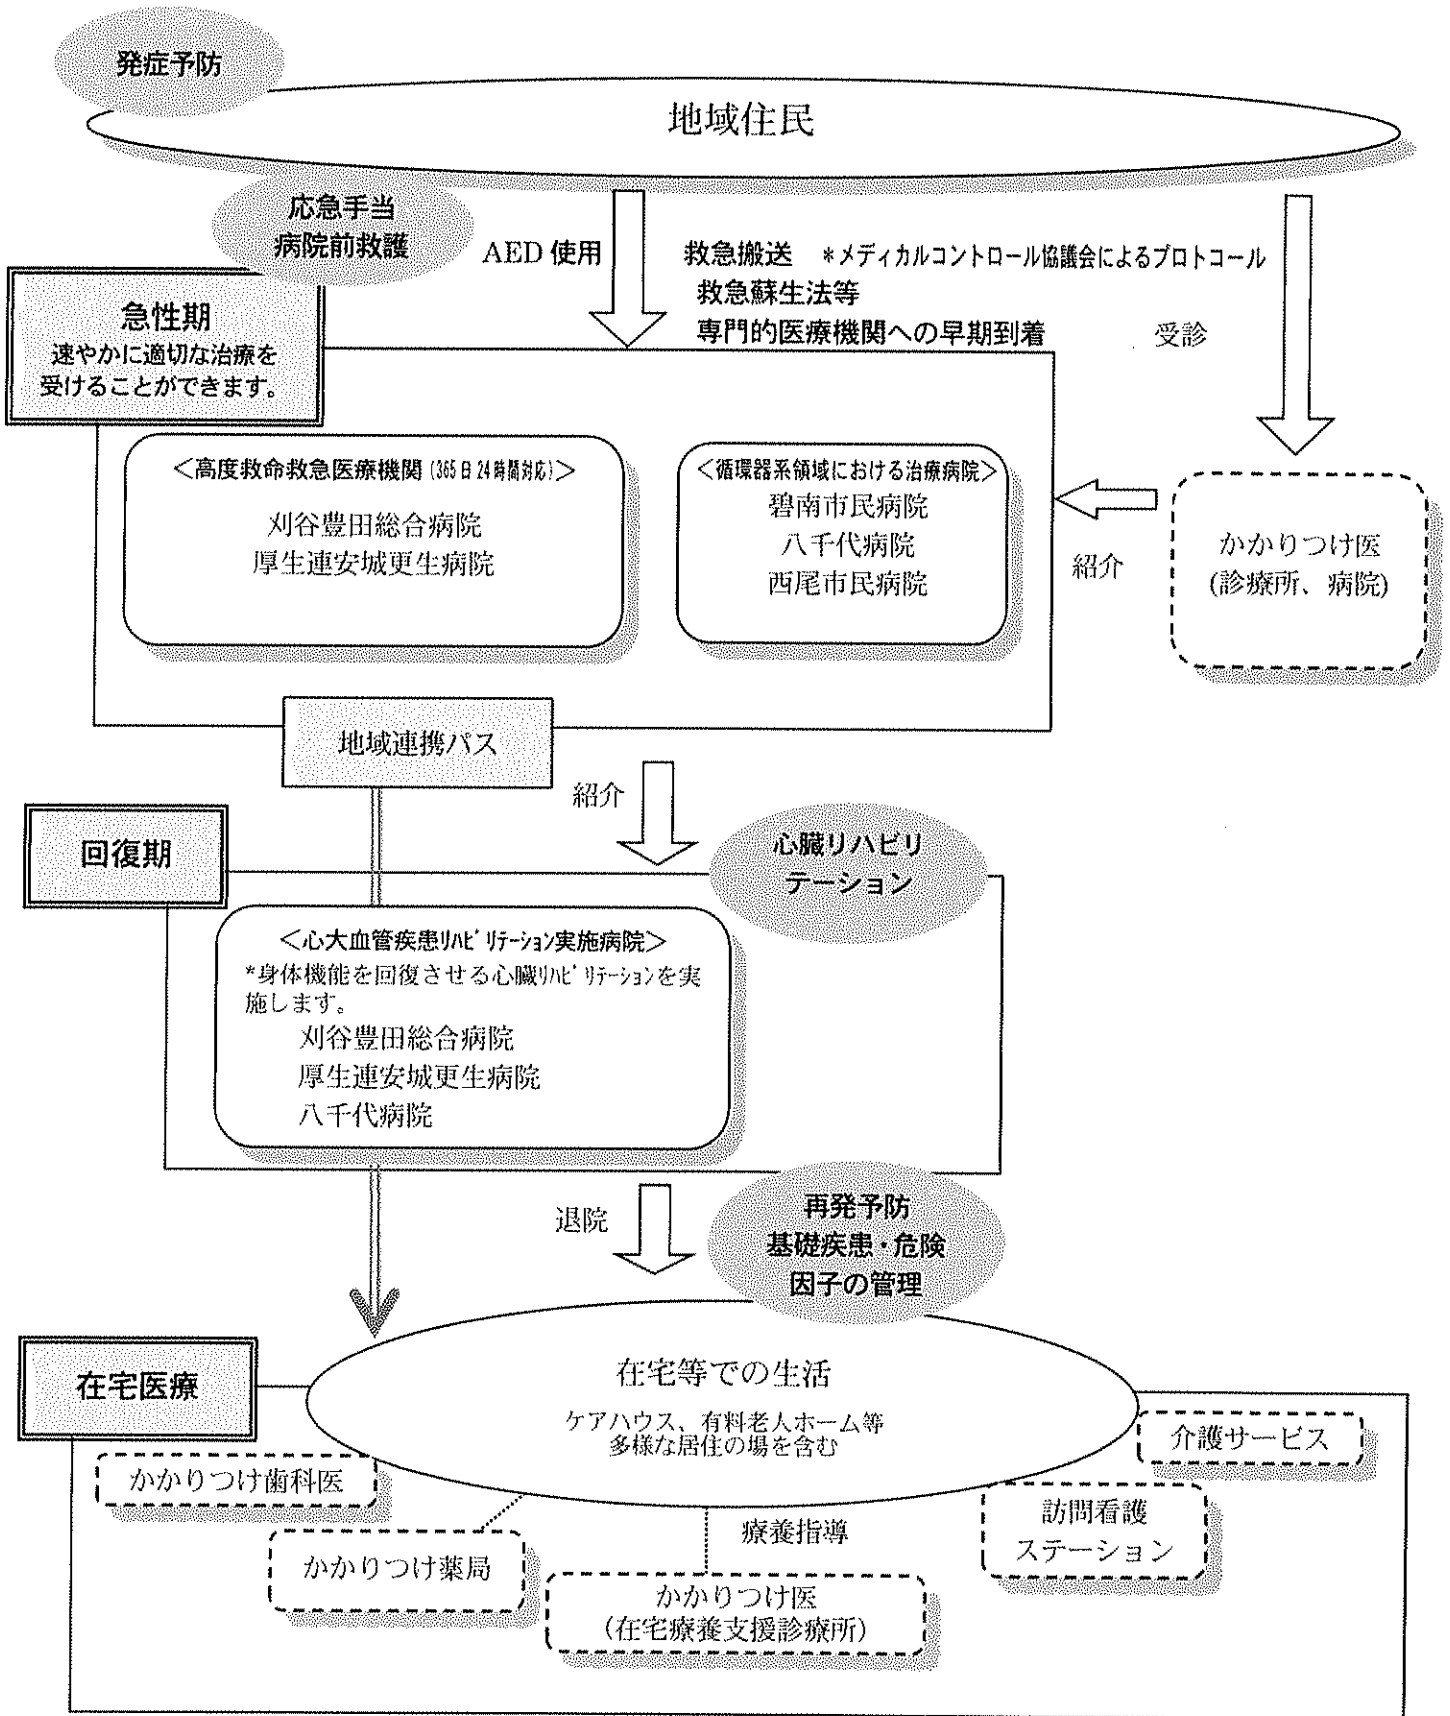 発症予防
地域住民
応急手当
病院前救護
AED 使用
救急搬送 *メディカルコントロール協議会によるプロトコール
救急蘇生法等
専門的医療機関への早期到着
受診
急性期
速やかに適切な治療を
受けることができます。
＜高度救命救急医療機関(365日24時間対応)＞
刈谷豊田総合病院
厚生連安城更生病院
＜循環器系領域における治療病院＞
碧南市民病院
八千代病院
西尾市民病院
紹介
かかりつけ医
(診療所、病院)
地域連携パス
紹介
回復期
心臓リハビリ
テーション
＜心大血管疾患ﾘﾊﾋﾞﾘﾃｰｼｮﾝ実施病院＞
*身体機能を回復させる心臓ﾘﾊﾋﾞﾘﾃｰｼｮﾝを実
施します。
刈谷豊田総合病院
厚生連安城更生病院
八千代病院
退院
再発予防
基礎疾患・危険
因子の管理
在宅医療
在宅等での生活
ケアハウス、有料老人ホーム等
多様な居住の場を含む
介護サービス
かかりつけ歯科医
訪問看護
ステーション
かかりつけ薬局
療養指導
かかりつけ医
（在宅療養支援診療所）